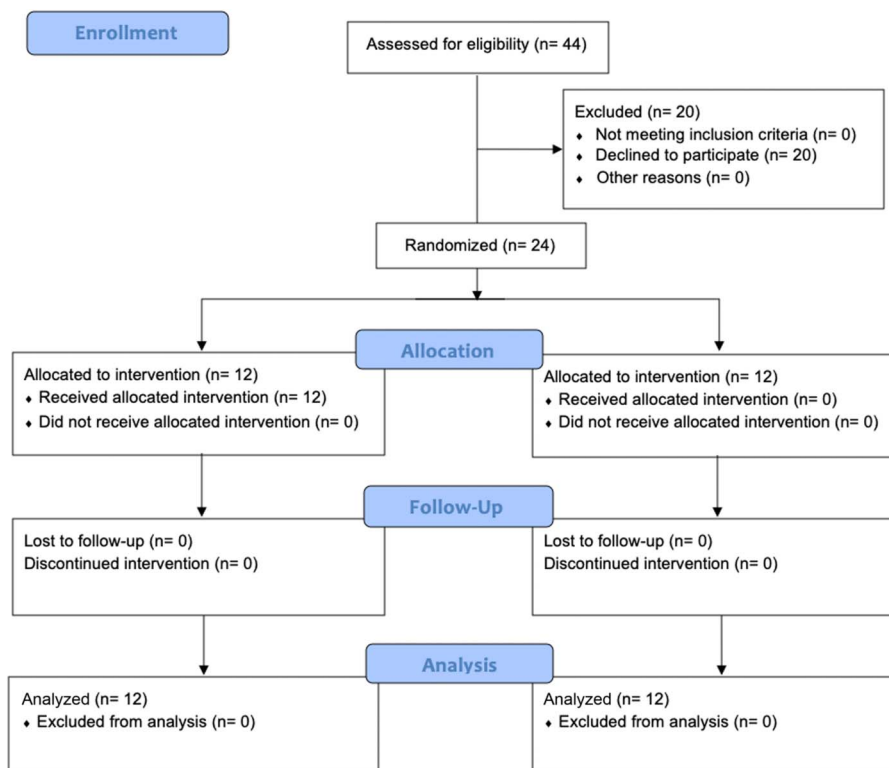 Enrollment
Assessed for eligibility (n= 44)
Excluded (n= 20)
♦ Not meeting inclusion criteria (n= 0)
♦ Declined to participate (n= 20)
♦ Other reasons (n= 0)
Randomized (n= 24)
Allocation
Allocated to intervention (n= 12)
♦ Received allocated intervention (n= 12)
♦ Did not receive allocated intervention (n= 0)
Allocated to intervention (n= 12)
♦ Received allocated intervention (n= 0)
♦ Did not receive allocated intervention (n= 0)
Follow-Up
Lost to follow-up (n= 0)
Discontinued intervention (n= 0)
Lost to follow-up (n= 0)
Discontinued intervention (n= 0)
Analysis
Analyzed (n= 12)
♦ Excluded from analysis (n= 0)
Analyzed (n= 12)
♦ Excluded from analysis (n= 0)